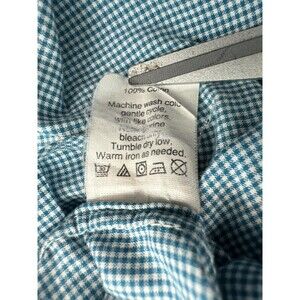 100% Cotton
Machine wash cold
gentle cycle,
with like colors.
bleach
Tumble dry low.
Warm iron as needed.